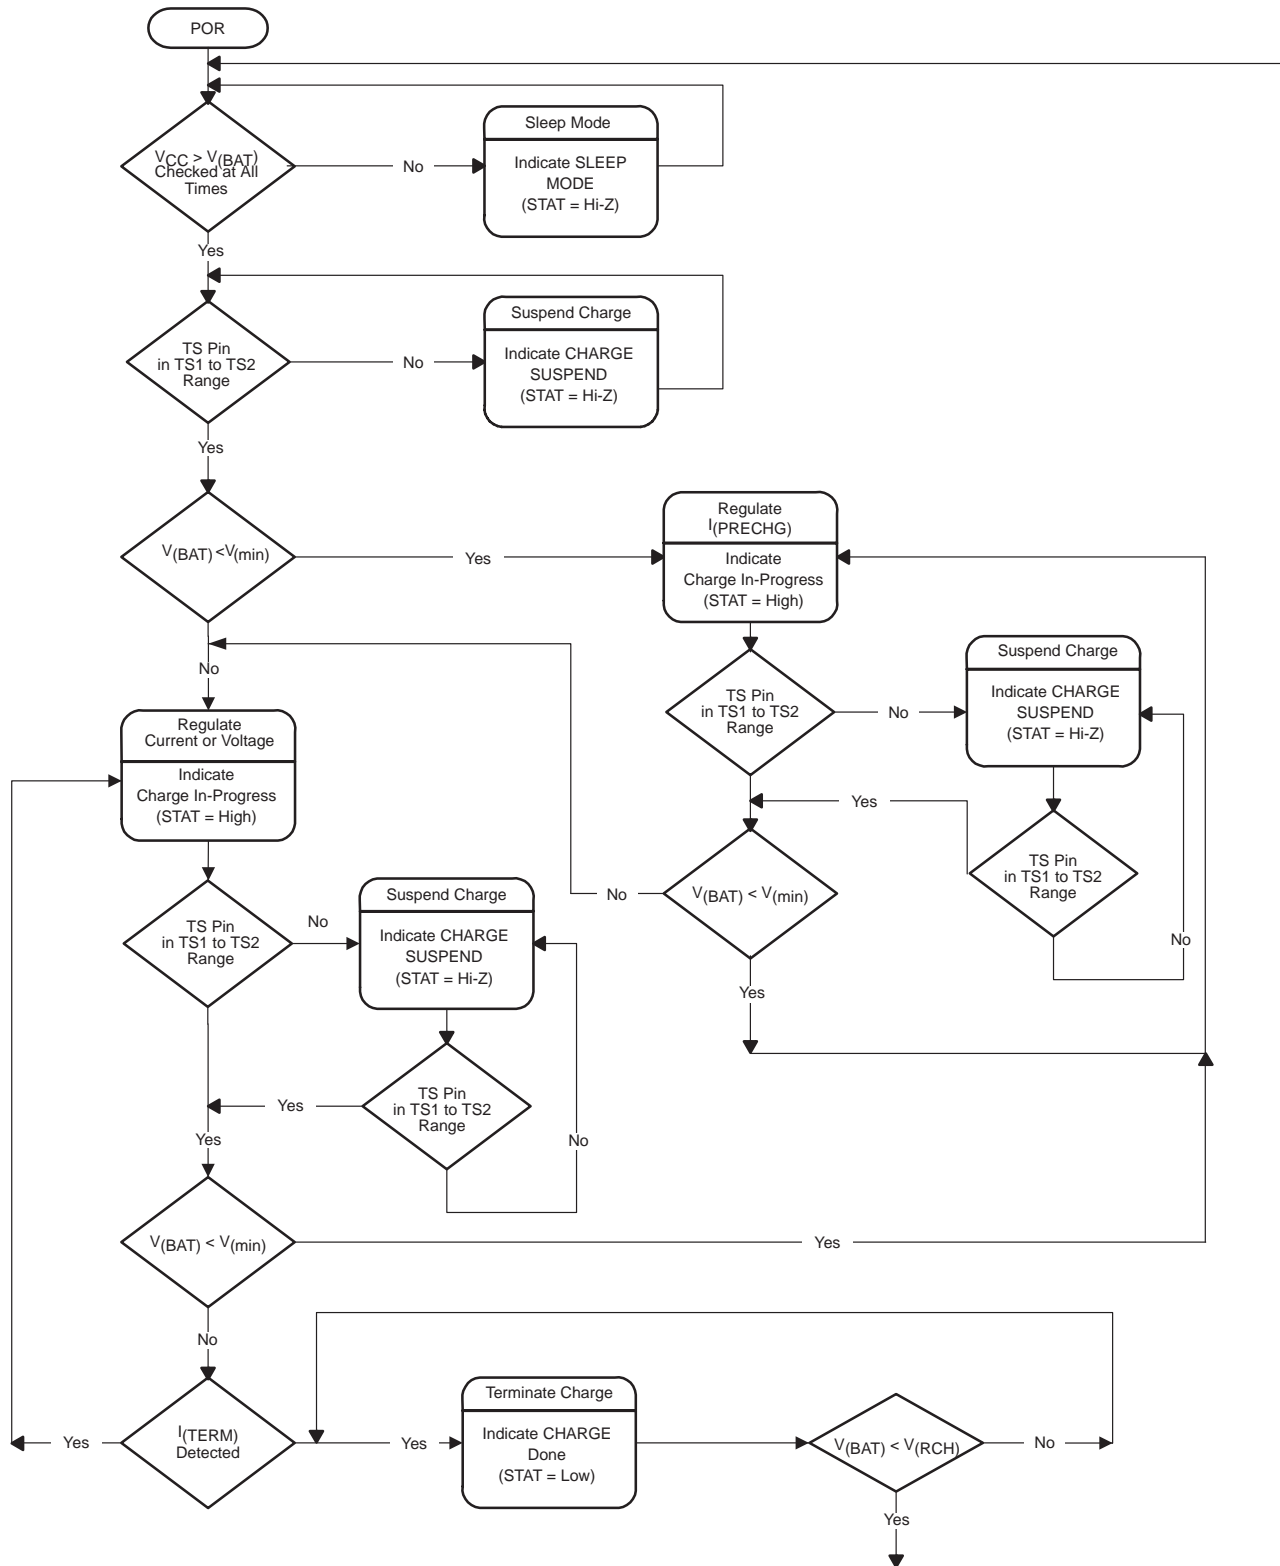 POR
VCC > V(BAT)
Checked at All
Times
No
Sleep Mode
Indicate SLEEP
MODE
(STAT = Hi-Z)
Yes
TS Pin
in TS1 to TS2
Range
No
Suspend Charge
Indicate CHARGE
SUSPEND
(STAT = Hi-Z)
Yes
V(BAT) <V(min)
Yes
Regulate
I(PRECHG)
Indicate
Charge In-Progress
(STAT = High)
No
TS Pin
in TS1 to TS2
Range
No
Suspend Charge
Indicate CHARGE
SUSPEND
(STAT = Hi-Z)
Regulate
Current or Voltage
Indicate
Charge In-Progress
(STAT = High)
Yes
TS Pin
in TS1 to TS2
Range
No
V(BAT) < V(min)
No
Yes
TS Pin
in TS1 to TS2
Range
No
Suspend Charge
Indicate CHARGE
SUSPEND
(STAT = Hi-Z)
Yes
TS Pin
in TS1 to TS2
Range
No
Yes
V(BAT) < V(min)
Yes
No
I(TERM)
Detected
Yes
Yes
Terminate Charge
Indicate CHARGE
Done
(STAT = Low)
V(BAT) < V(RCH)
No
Yes